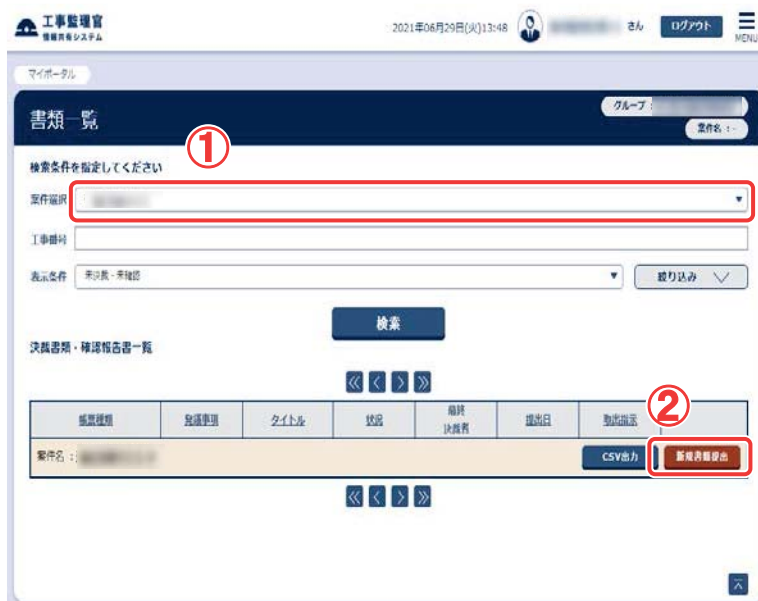 工事監理官
情報共有システム
2021年06月29日(火)13:48
さん
ログアウト
MENU
マイポータル
書類一覧
グループ：
案件名：-
①
検索条件を指定してください
案件選択
工事番号
表示条件
未決裁・未確認
絞り込み
検索
決裁書類・確認報告書一覧
帳票種類 発議事項 タイトル 状況 最終決裁者 提出日 取出指示
②
案件名：
CSV出力
新規書類提出